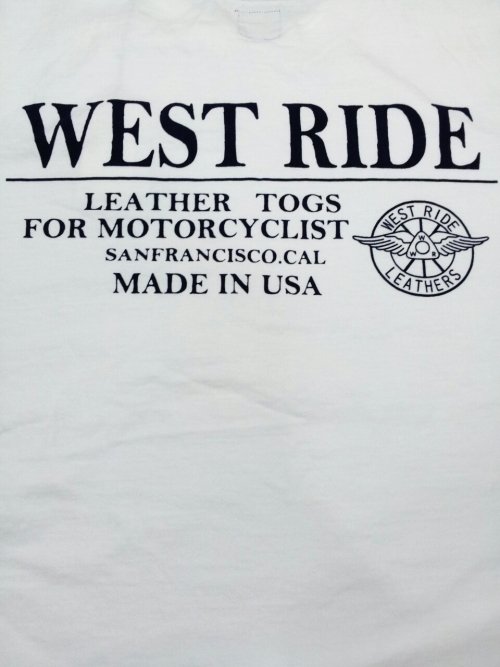 WEST RIDE
LEATHER TOGS
FOR MOTORCYCLIST
SANFRANCISCO.CAL
MADE IN USA
WEST RIDE
W W R
LEATHERS